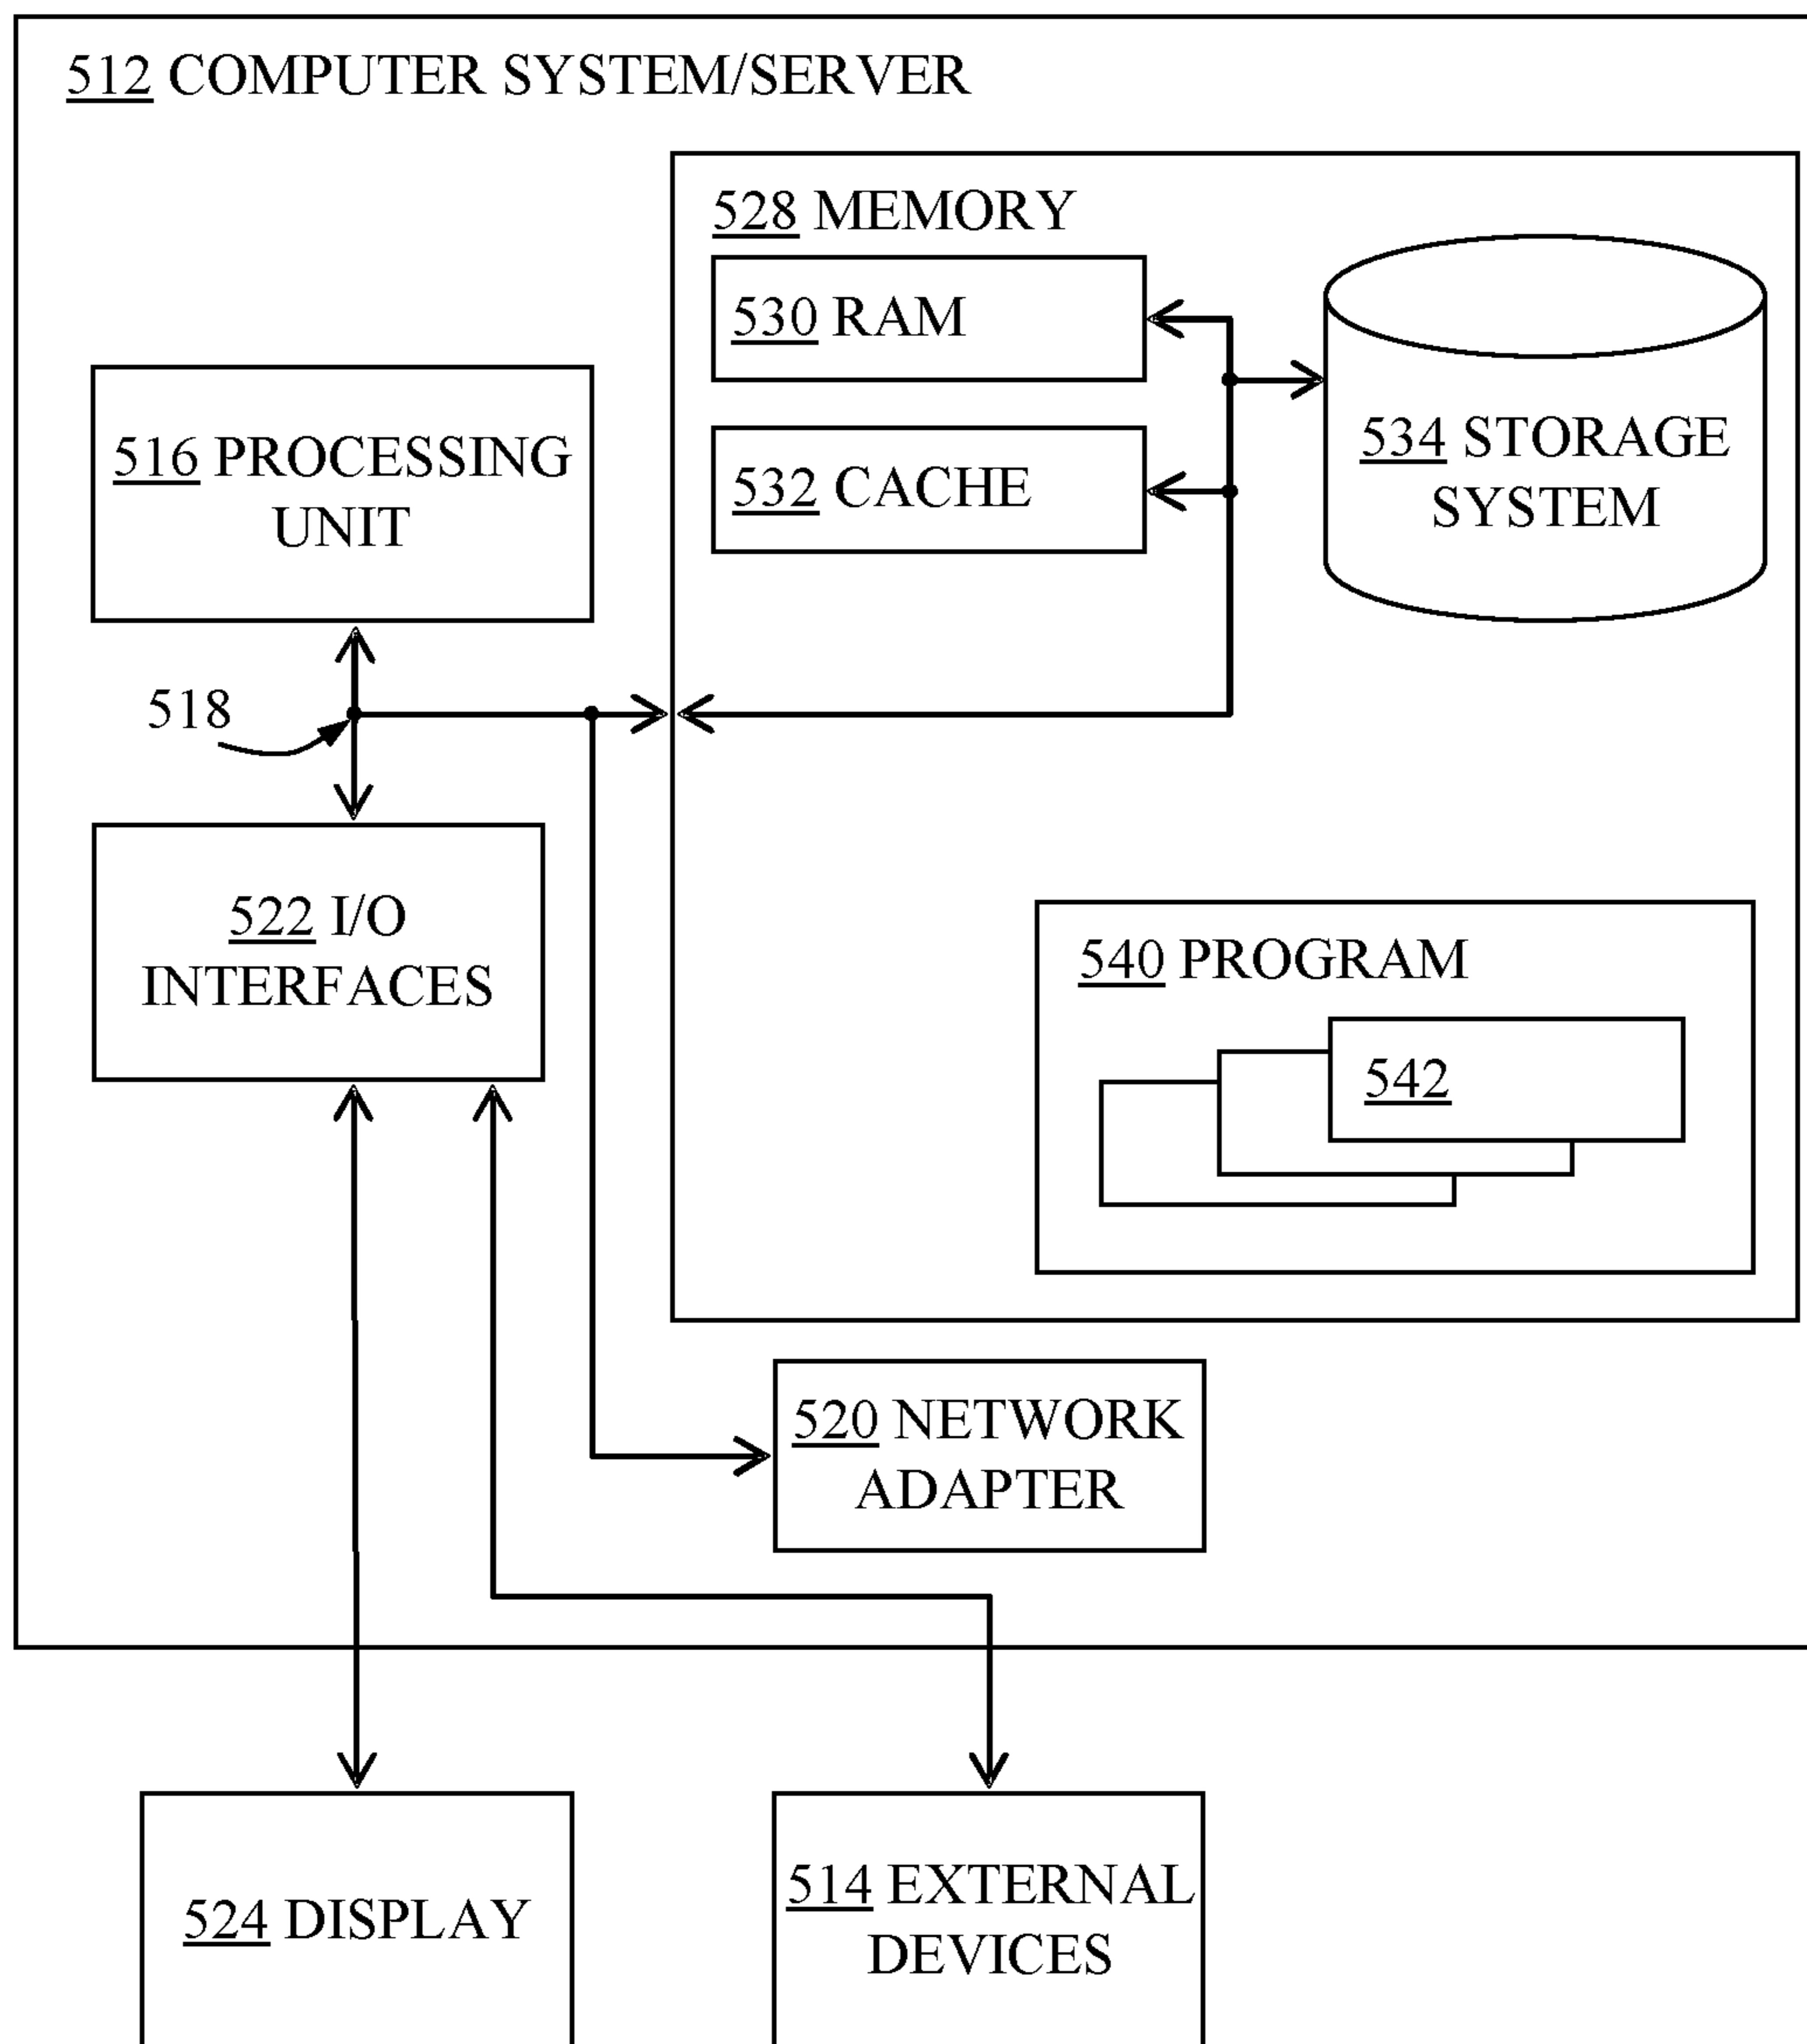 512 COMPUTER SYSTEM/SERVER
528 MEMORY
530 RAM
532 CACHE
534 STORAGE
SYSTEM
516 PROCESSING
UNIT
518
522 I/O
INTERFACES
540 PROGRAM
542
520 NETWORK
ADAPTER
524 DISPLAY
514 EXTERNAL
DEVICES